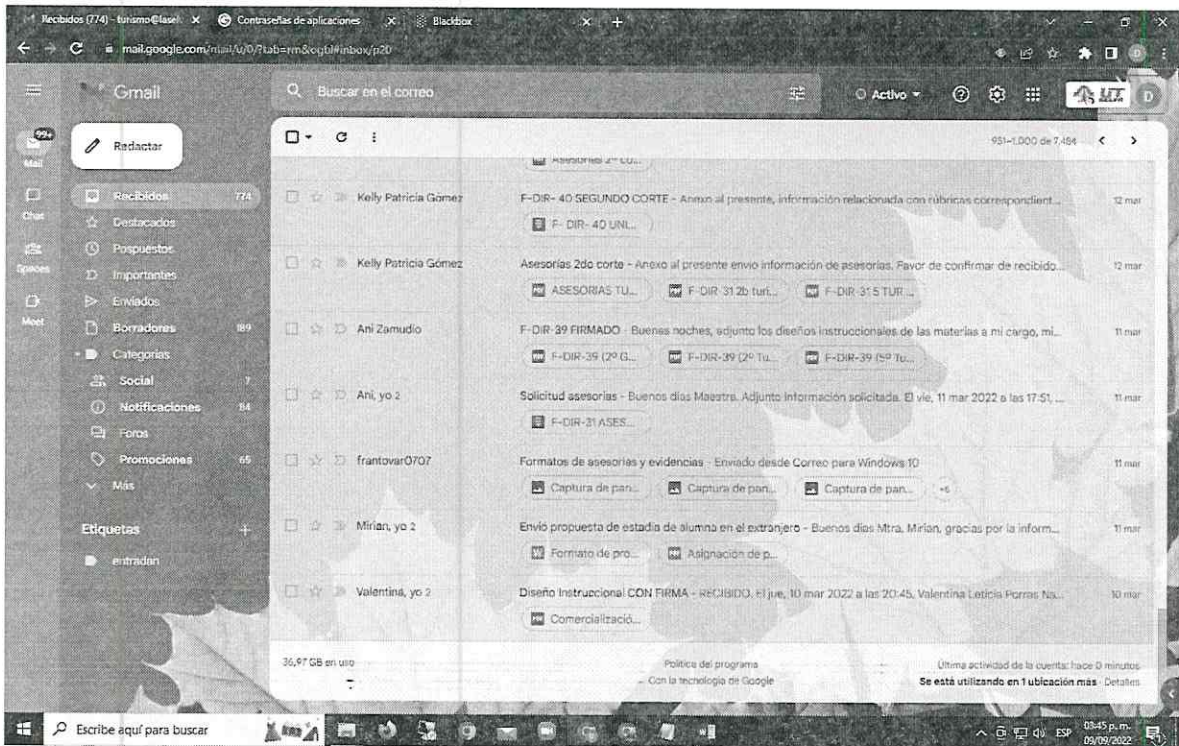 Recibidos (774) - turismo@lasel
Contraseñas de aplicaciones
Blackbox
mail.google.com/mail/u/0/?tab=rm&ogbl#inbox/p20
Gmail
Buscar en el correo
Activo
UT
D
99+
Mail
Chat
Spaces
Meet
Redactar
Recibidos 774
Destacados
Pospuestos
Importantes
Enviados
Borradores 189
Categorías
Social 7
Notificaciones 84
Foros
Promociones 65
Más
Etiquetas
entradan
951–1,000 de 7,484
Kelly Patricia Gómez F-DIR- 40 SEGUNDO CORTE - Anexo al presente, información relacionada con rúbricas correspondient... 12 mar
F- DIR- 40 UNI...
Kelly Patricia Gómez Asesorías 2do corte - Anexo al presente envio información de asesorías. Favor de confirmar de recibido... 12 mar
ASESORIAS TU... F-DIR-31 2b turi... F-DIR-31 5 TUR...
Ani Zamudio F-DIR-39 FIRMADO - Buenas noches, adjunto los diseños instruccionales de las materias a mi cargo, mi... 11 mar
F-DIR-39 (2º G... F-DIR-39 (2º Tu... F-DIR-39 (5º Tu...
Ani, yo 2 Solicitud asesorías - Buenos días Maestra. Adjunto información solicitada. El vie, 11 mar 2022 a las 17:51, ... 11 mar
F-DIR-31 ASES...
frantovar0707 Formatos de asesorias y evidencias - Enviado desde Correo para Windows 10 11 mar
Captura de pan... Captura de pan... Captura de pan... +6
Mirian, yo 2 Envió propuesta de estadía de alumna en el extranjero - Buenos días Mtra. Mirian, gracias por la inform... 11 mar
Formato de pro... Asignación de p...
Valentina, yo 2 Diseño Instruccional CON FIRMA - RECIBIDO. El jue, 10 mar 2022 a las 20:45, Valentina Leticia Porras Na... 10 mar
Comercializació...
36,97 GB en uso
Política del programa
Con la tecnología de Google
Última actividad de la cuenta: hace 0 minutos
Se está utilizando en 1 ubicación más · Detalles
Escribe aquí para buscar
ESP
03:45 p. m.
09/09/2022